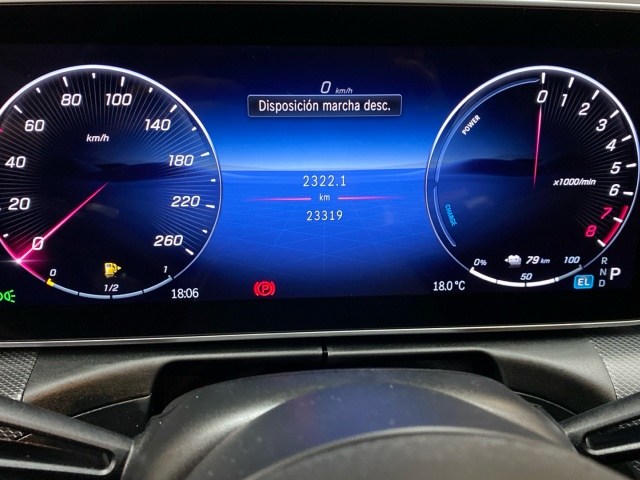 0 km/h
Disposición marcha desc.
0
20
40
60
80
100
140
180
220
260
km/h
0
1/2
1
18:06
2322.1
km
23319
P
18.0 °C
POWER
CHARGE
0
1
2
3
4
5
6
7
8
x1000/min
0%
50
100
79 km
EL
R
N
D
P